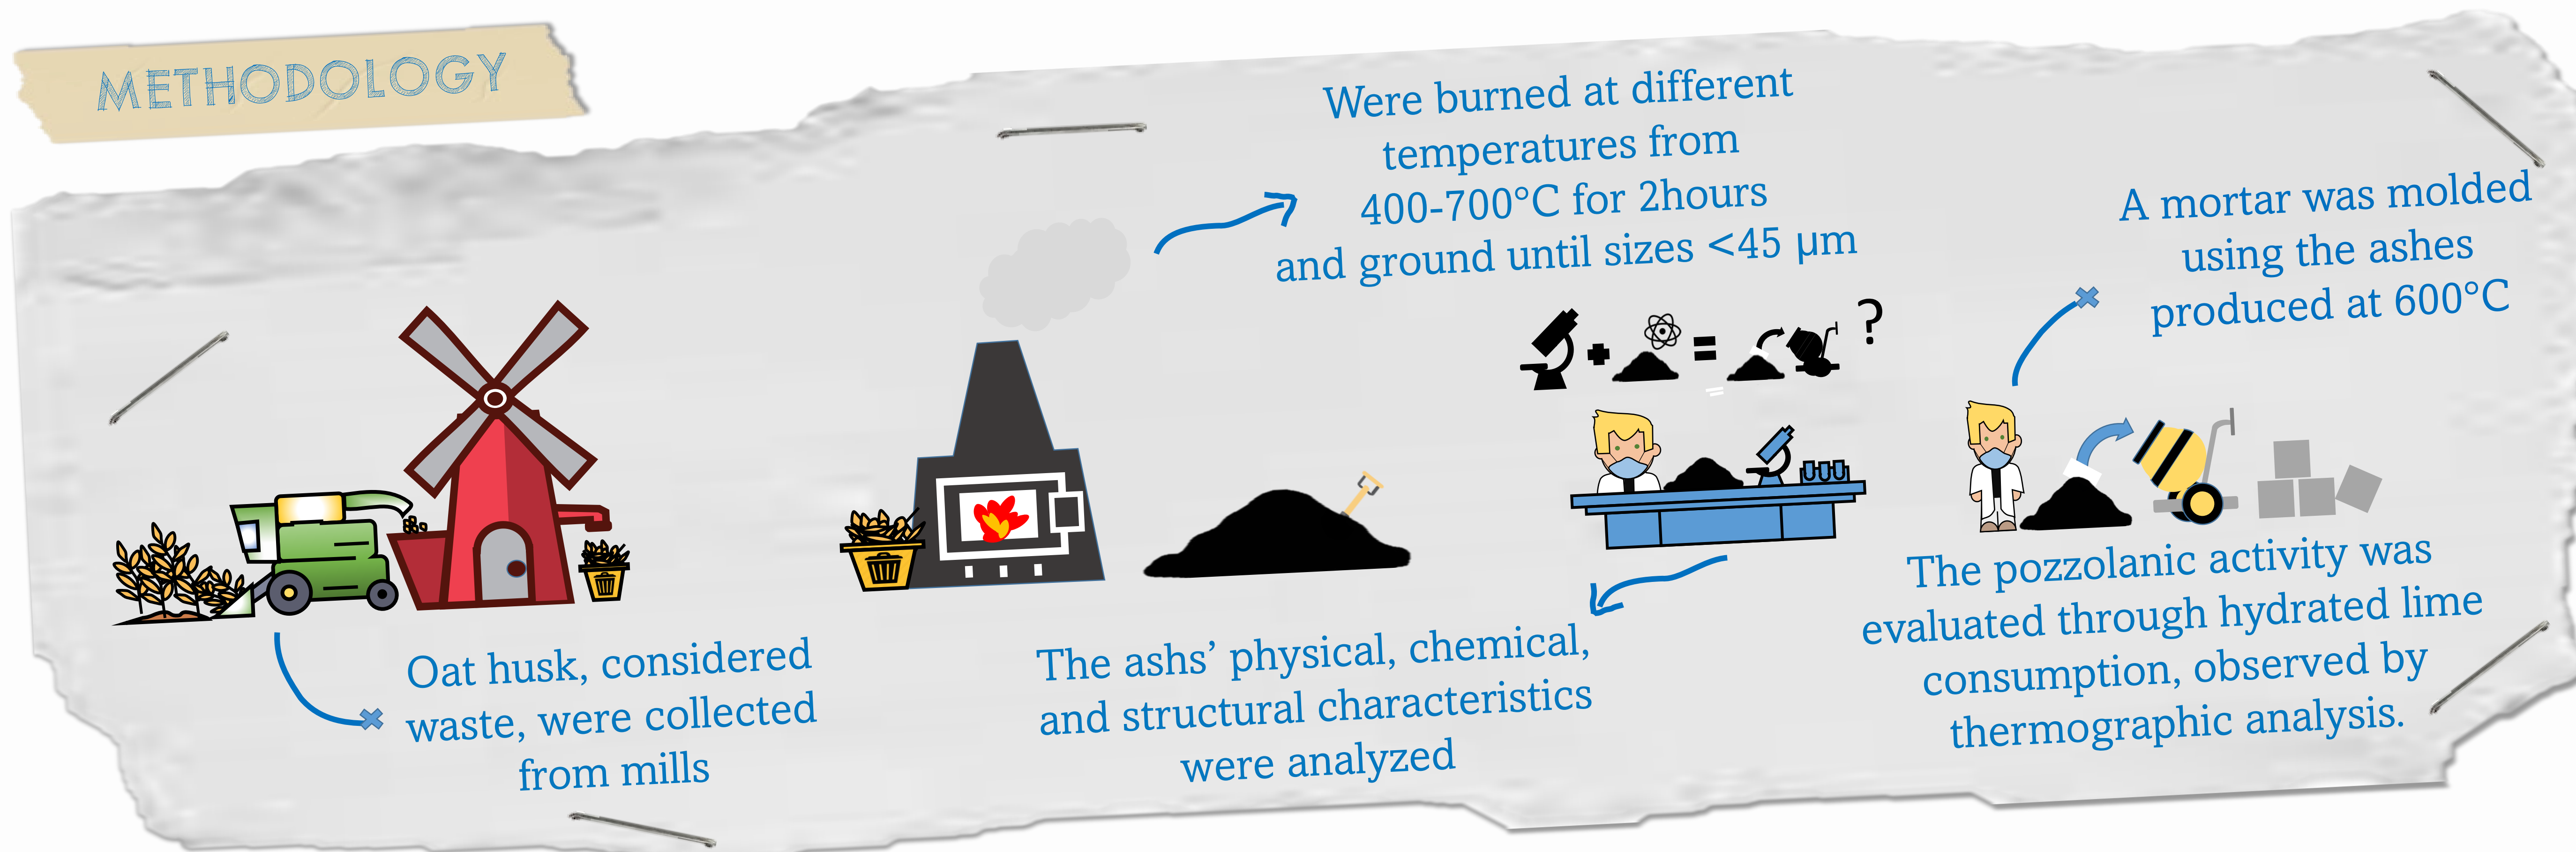 METHODOLOGY
Oat husk, considered
waste, were collected
from mills
Were burned at different
temperatures from
400-700°C for 2hours
and ground until sizes <45 µm
+ = ?
The ashs’ physical, chemical,
and structural characteristics
were analyzed
A mortar was molded
using the ashes
produced at 600°C
The pozzolanic activity was
evaluated through hydrated lime
consumption, observed by
thermographic analysis.